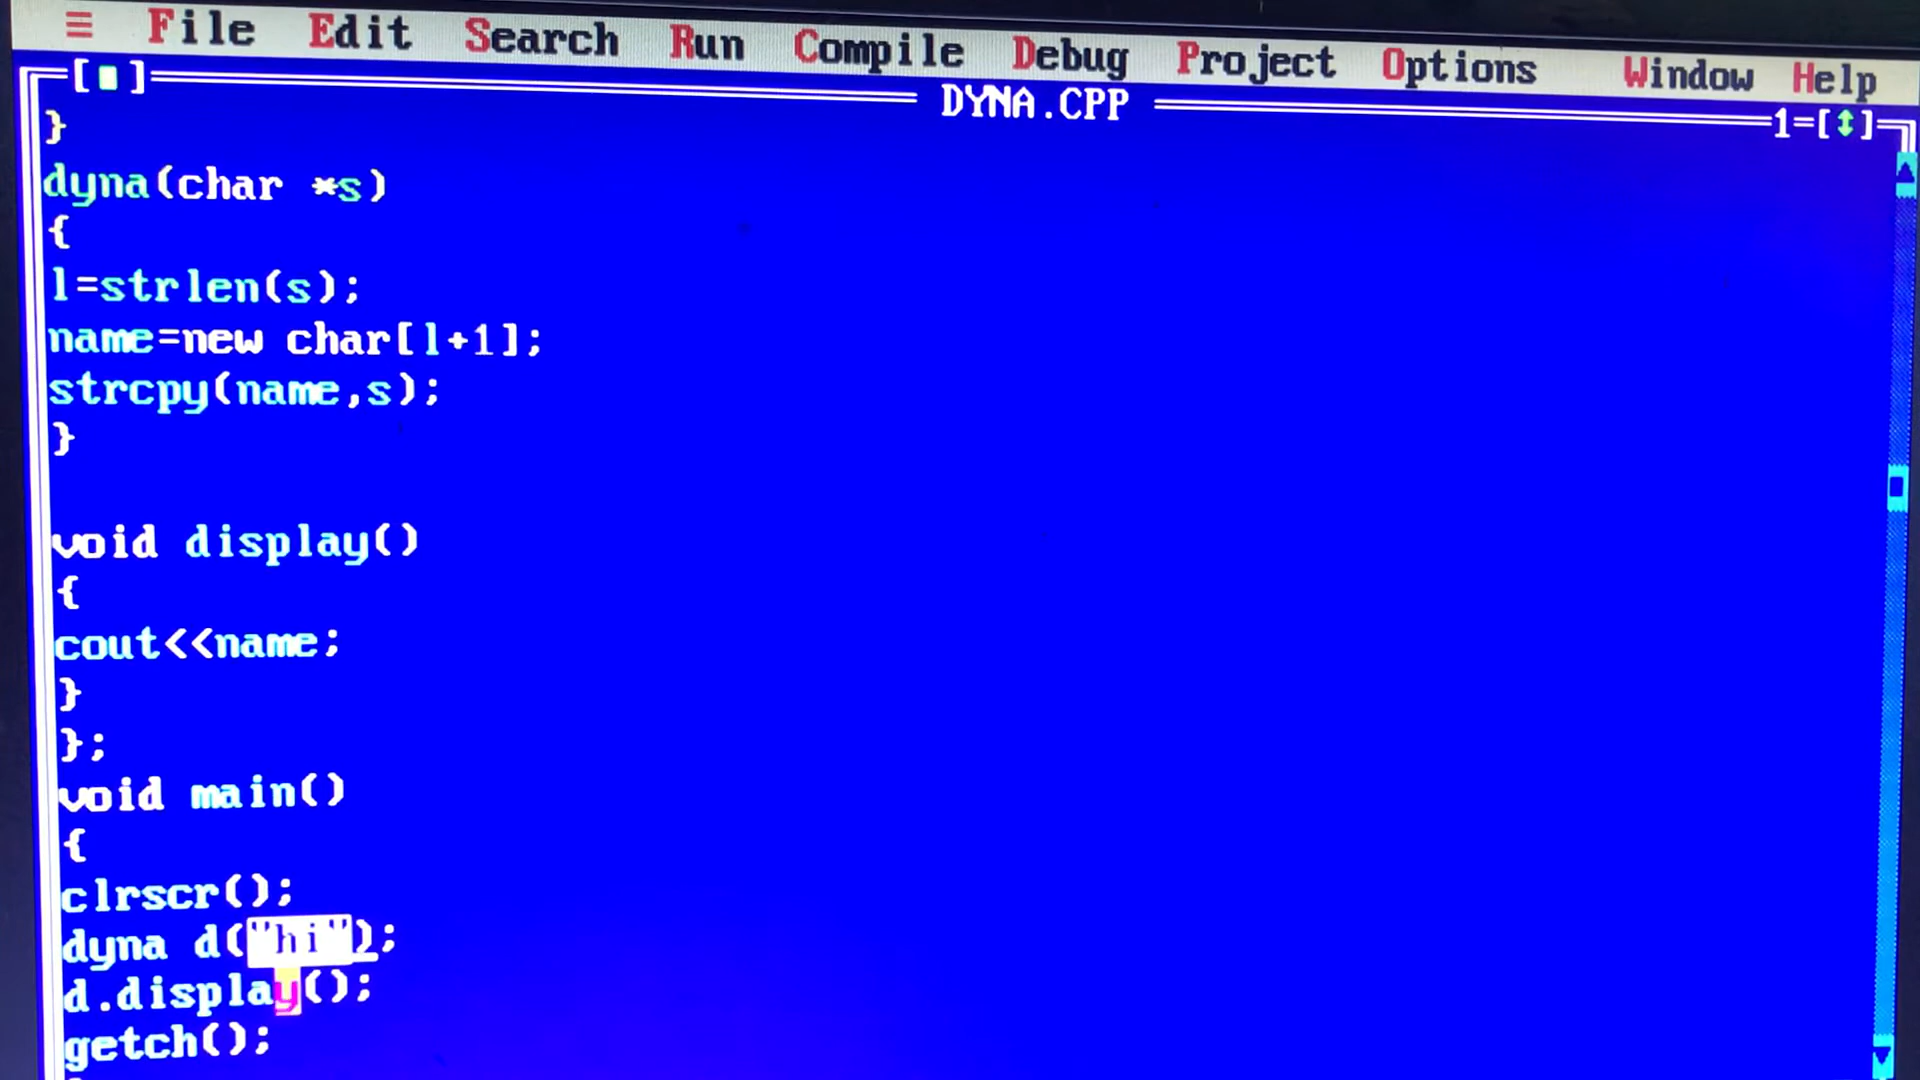 ≡ File Edit Search Run Compile Debug Project Options Window Help
[■] DYNA.CPP 1=[↕]
}
dyna(char *s)
{
l=strlen(s);
name=new char[l+1];
strcpy(name,s);
}
void display()
{
cout<<name;
}
};
void main()
{
clrscr();
dyna d("hi");
d.display();
getch();